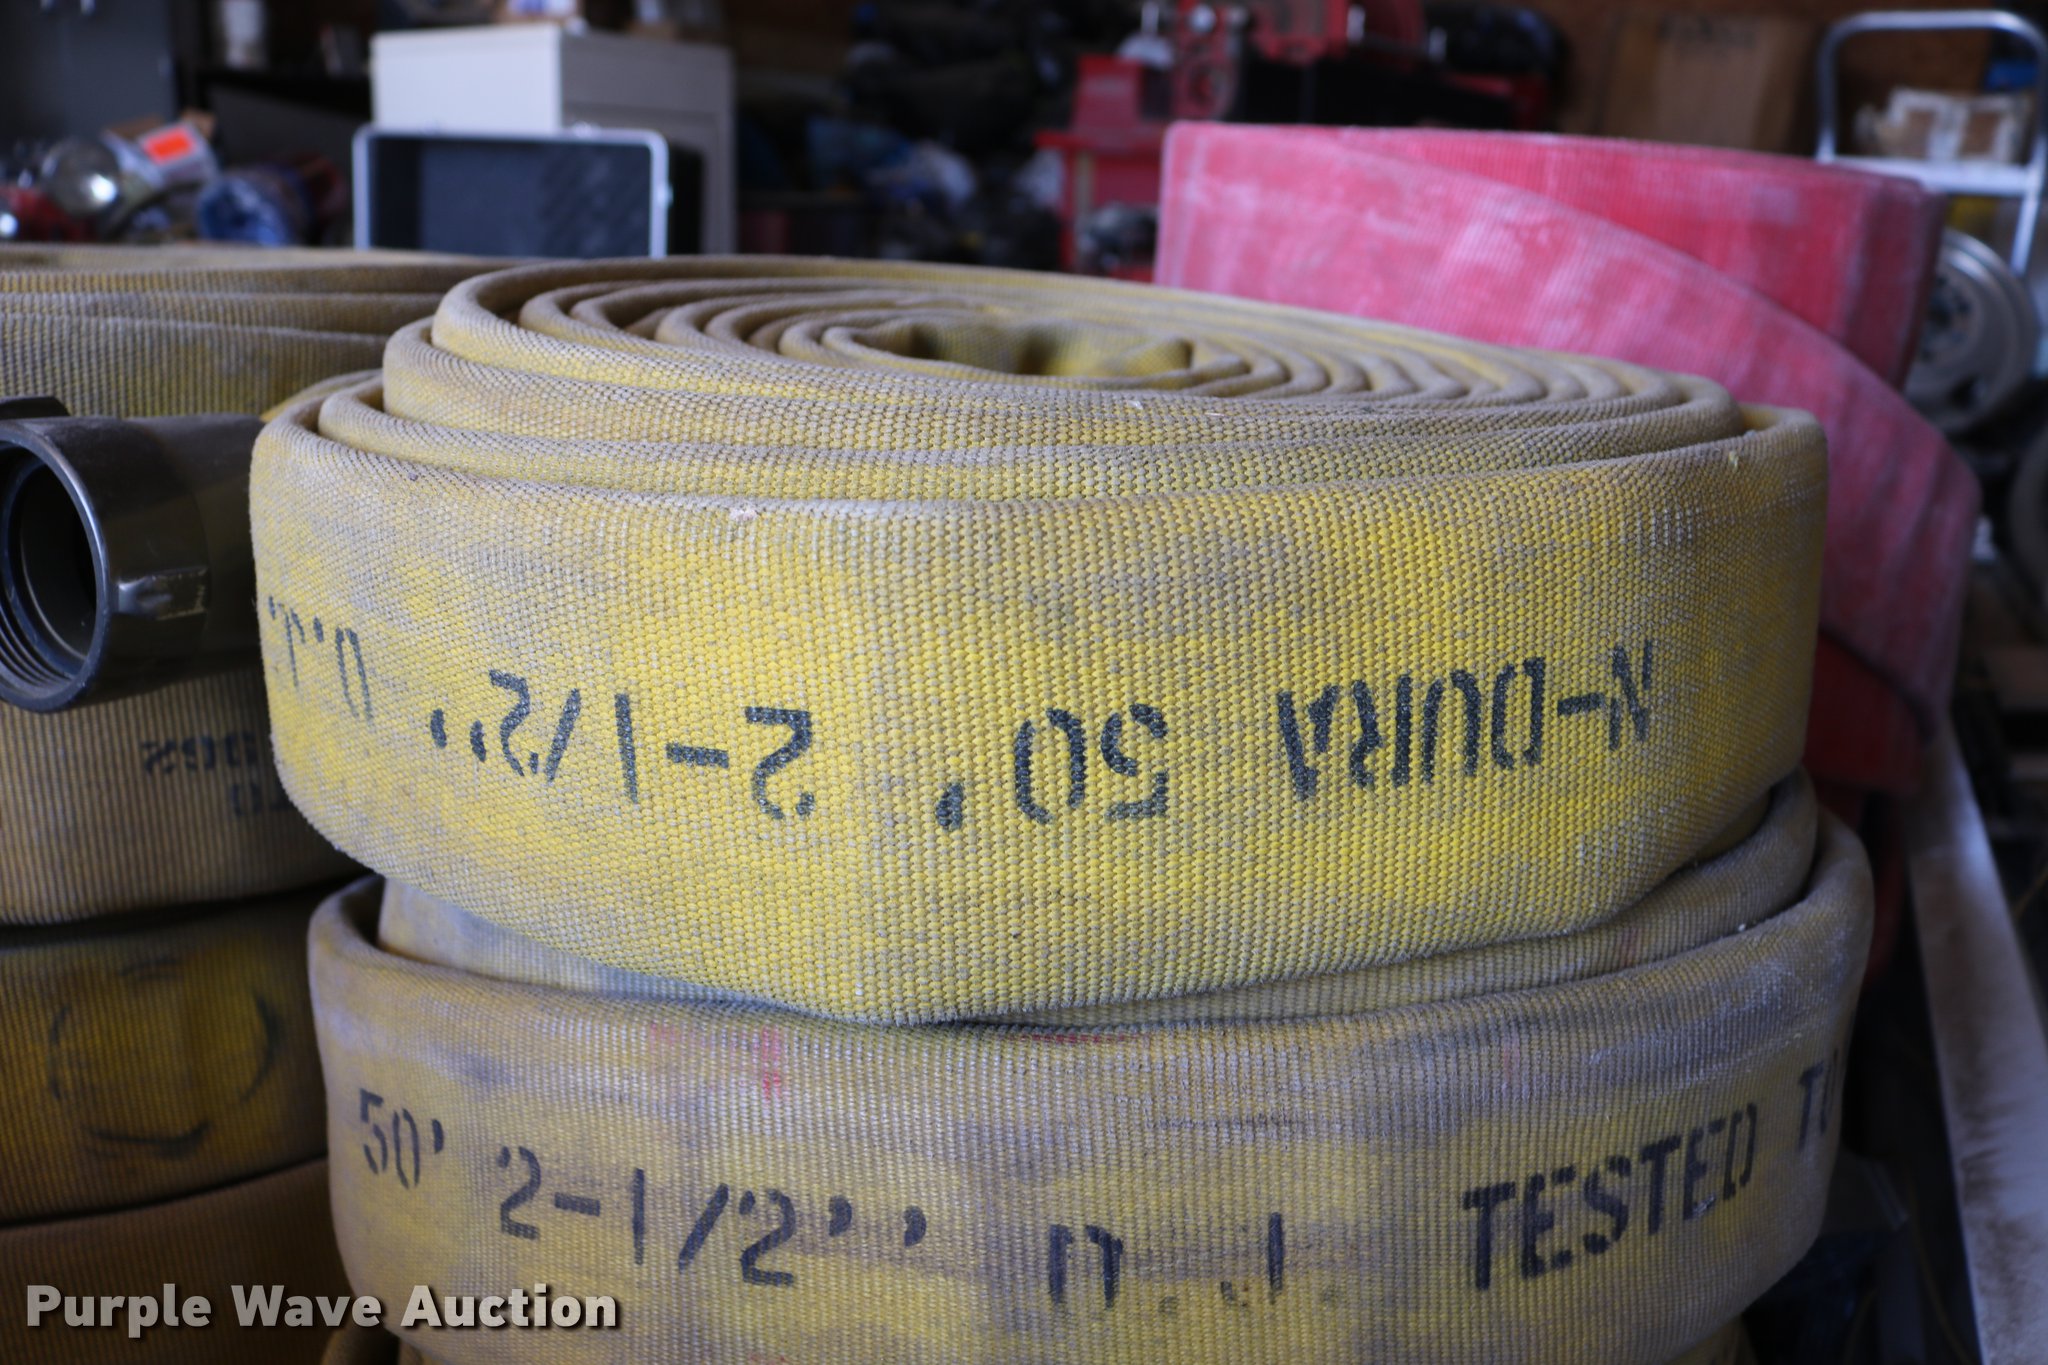 N-DURA 50' 2-1/2'' D.J.
50' 2-1/2'' D.J. TESTED
Purple Wave Auction